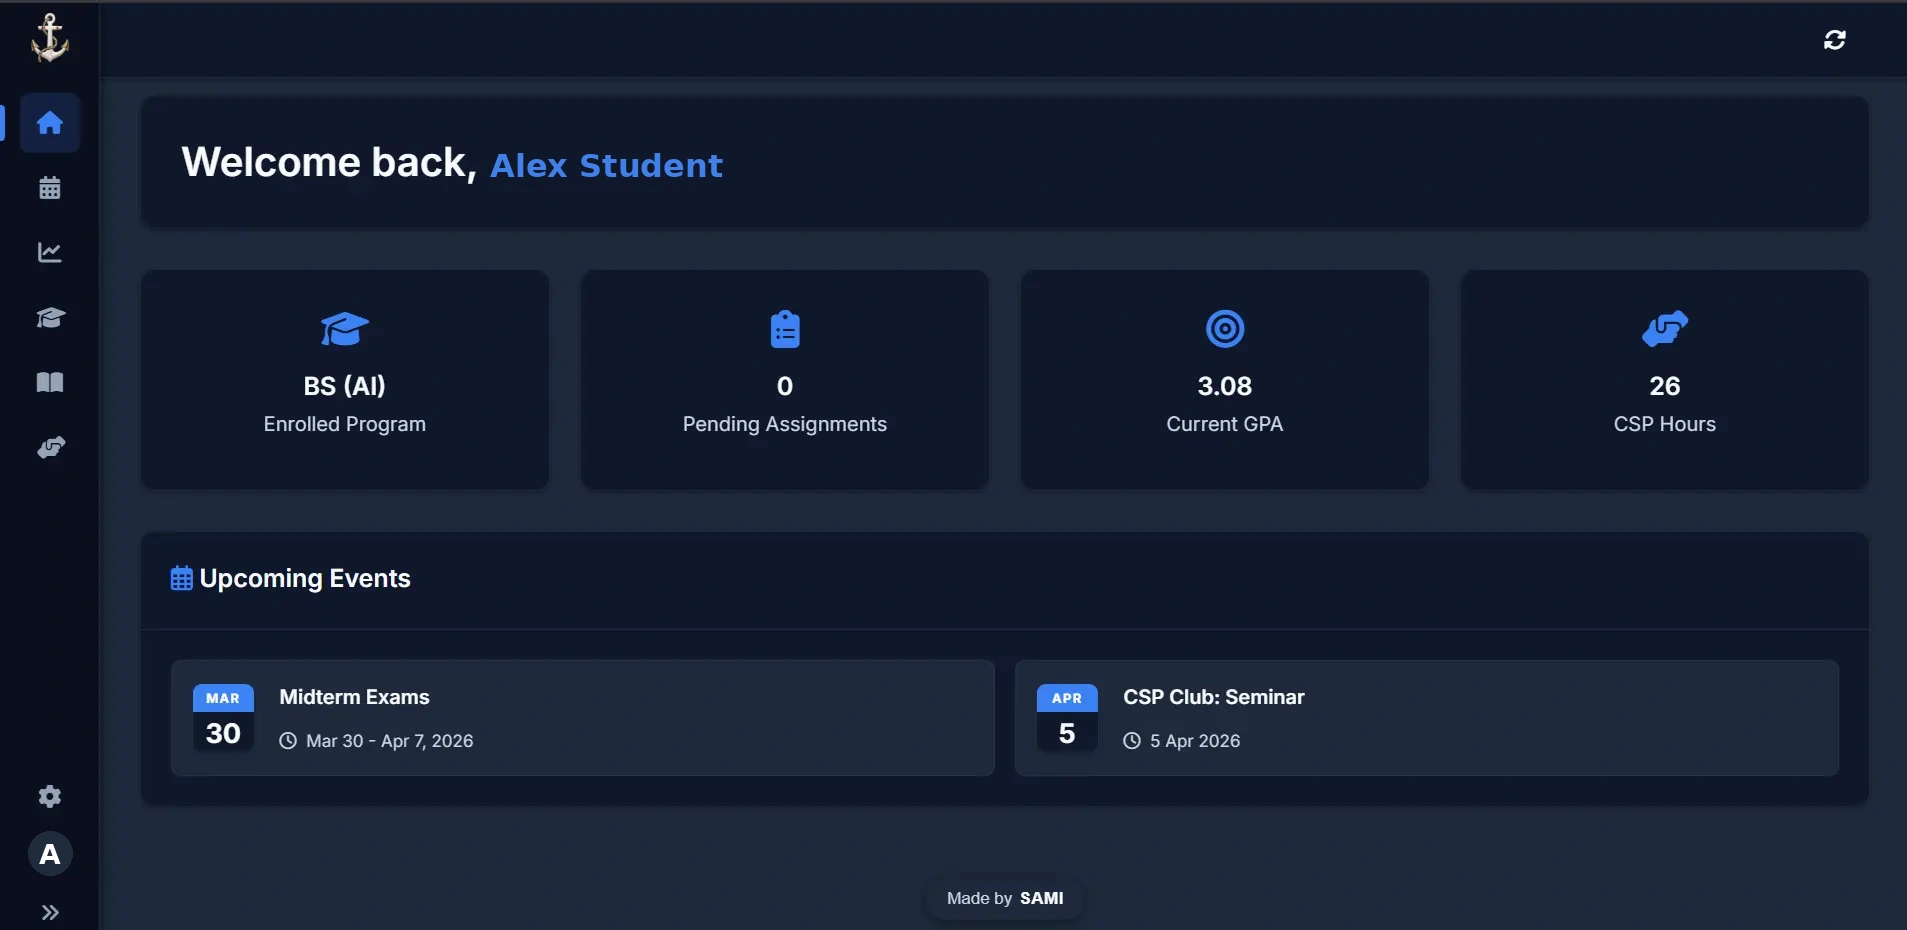 Welcome back, Alex Student
BS (AI)
Enrolled Program
0
Pending Assignments
3.08
Current GPA
26
CSP Hours
Upcoming Events
MAR
30
Midterm Exams
Mar 30 - Apr 7, 2026
APR
5
CSP Club: Seminar
5 Apr 2026
A
Made by SAMI